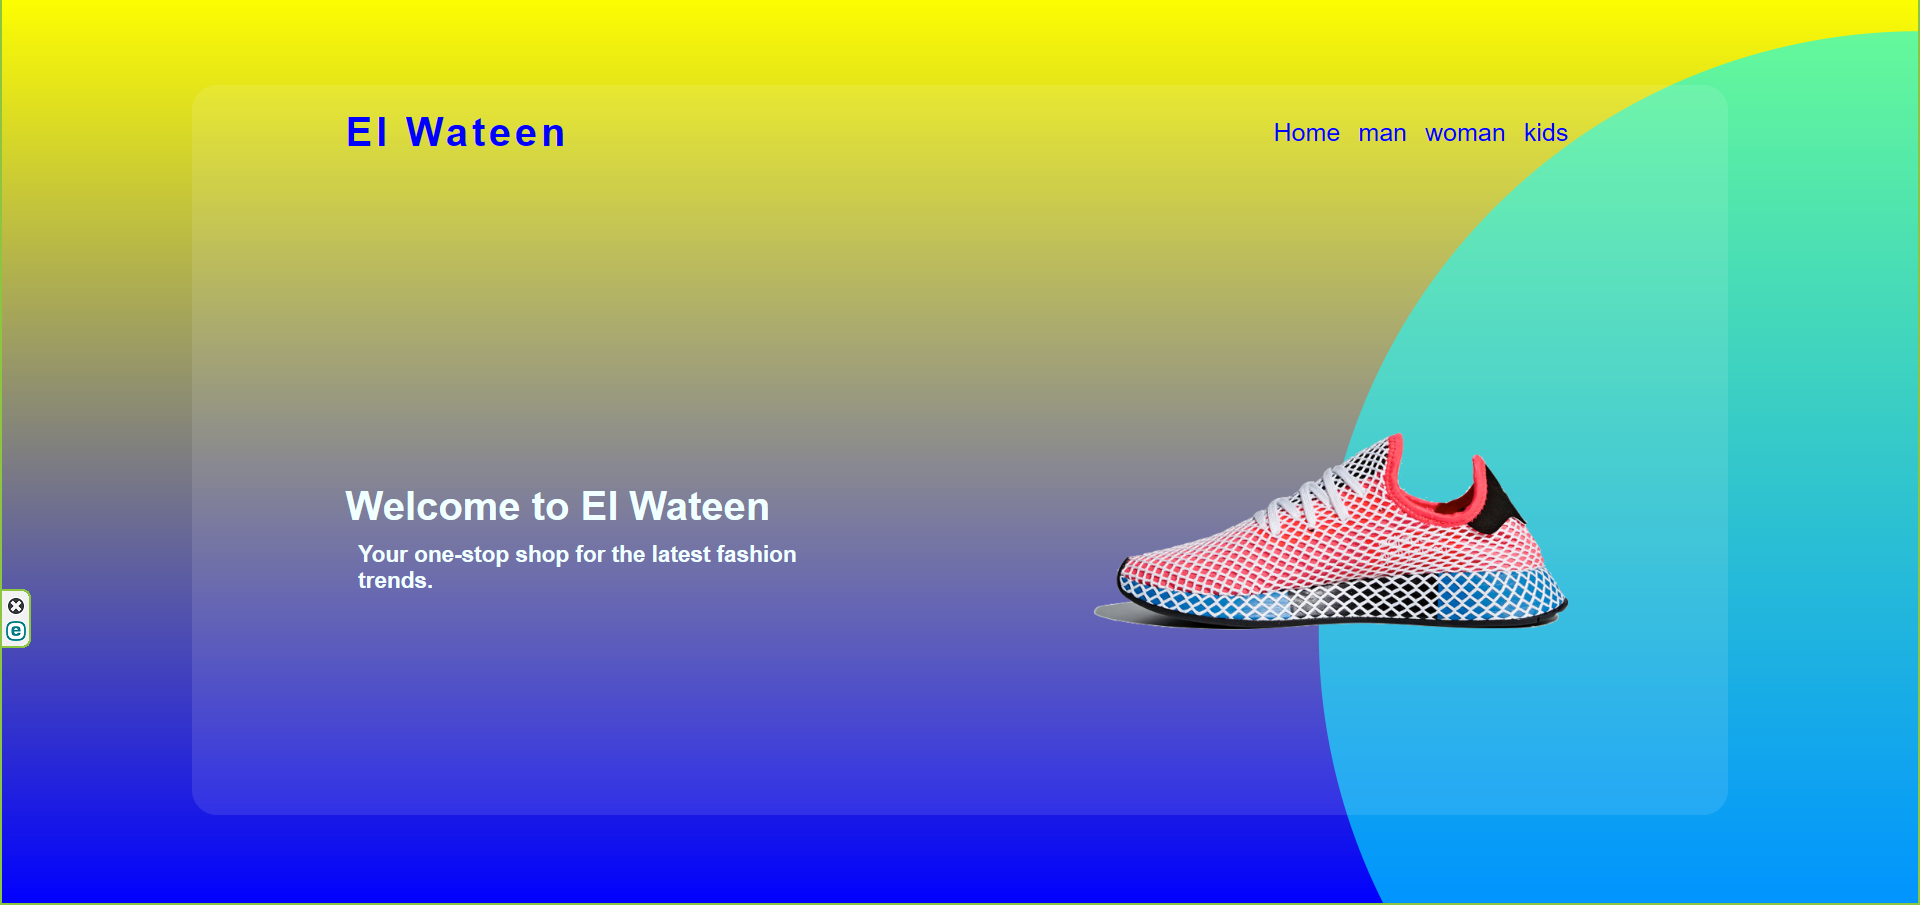 El Wateen
Home man woman kids
Welcome to El Wateen
Your one-stop shop for the latest fashion
trends.
e